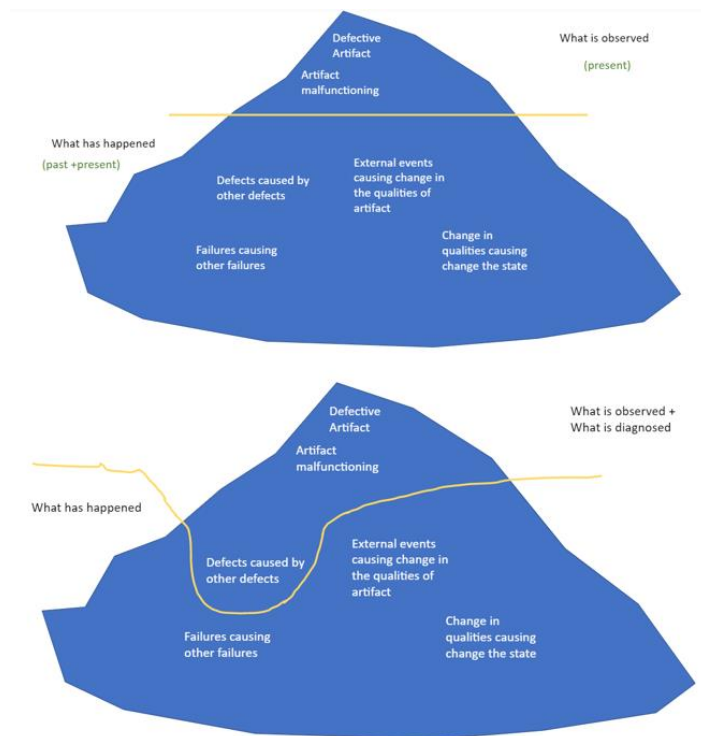 Defective
Artifact
What is observed
(present)
Artifact
malfunctioning
What has happened
(past +present)
Defects caused by
other defects
External events
causing change in
the qualities of
artifact
Failures causing
other failures
Change in
qualities causing
change the state
Defective
Artifact
What is observed +
What is diagnosed
Artifact
malfunctioning
What has happened
Defects caused by
other defects
External events
causing change in
the qualities of
artifact
Failures causing
other failures
Change in
qualities causing
change the state